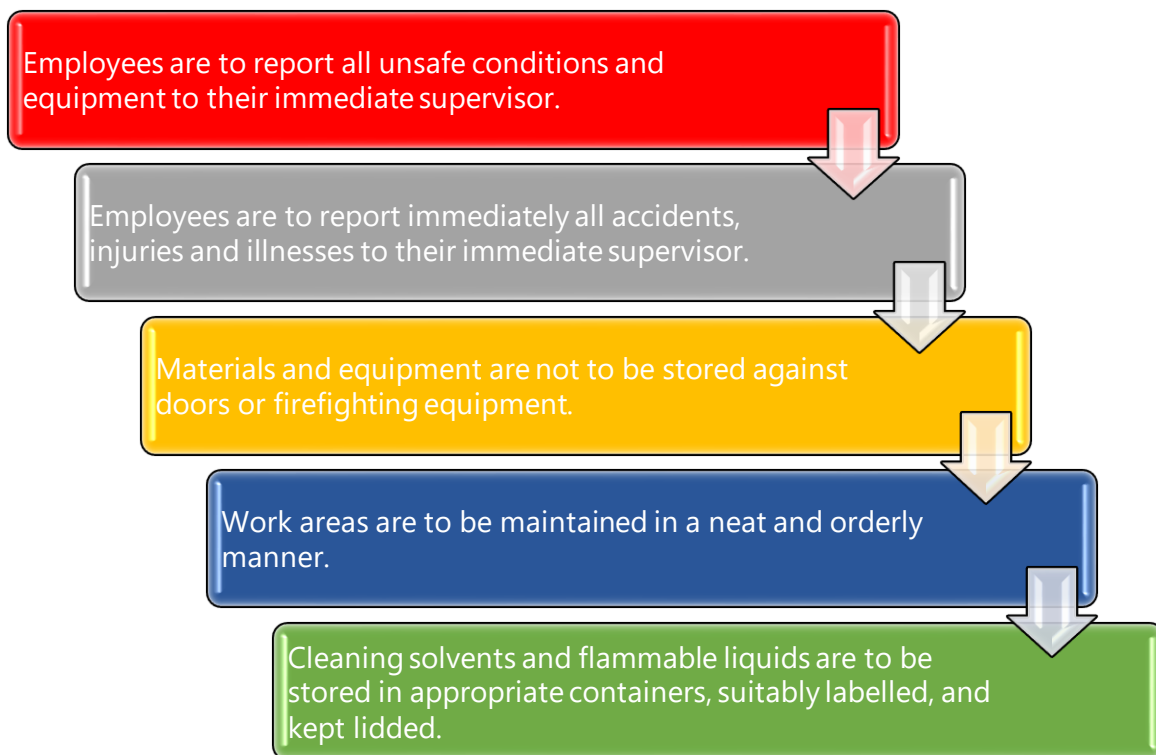 Employees are to report all unsafe conditions and
equipment to their immediate supervisor.
Employees are to report immediately all accidents,
injuries and illnesses to their immediate supervisor.
Materials and equipment are not to be stored against
doors or firefighting equipment.
Work areas are to be maintained in a neat and orderly
manner.
Cleaning solvents and flammable liquids are to be
stored in appropriate containers, suitably labelled, and
kept lidded.